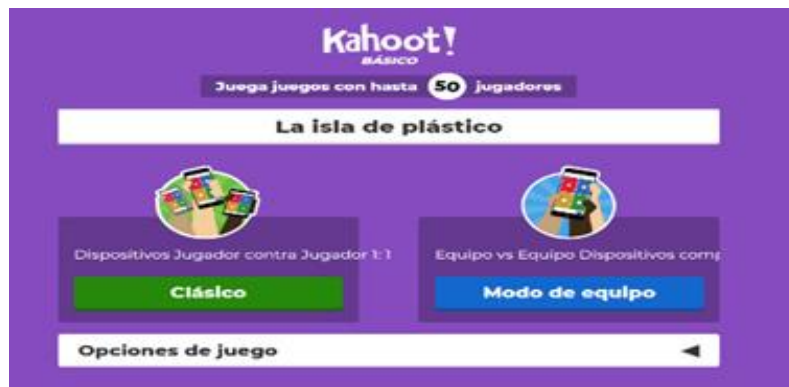 Kahoot!
BÁSICO
Juega juegos con hasta 50 jugadores
La isla de plástico
Dispositivos Jugador contra Jugador 1:1
Equipo vs Equipo Dispositivos comp
Clásico
Modo de equipo
Opciones de juego